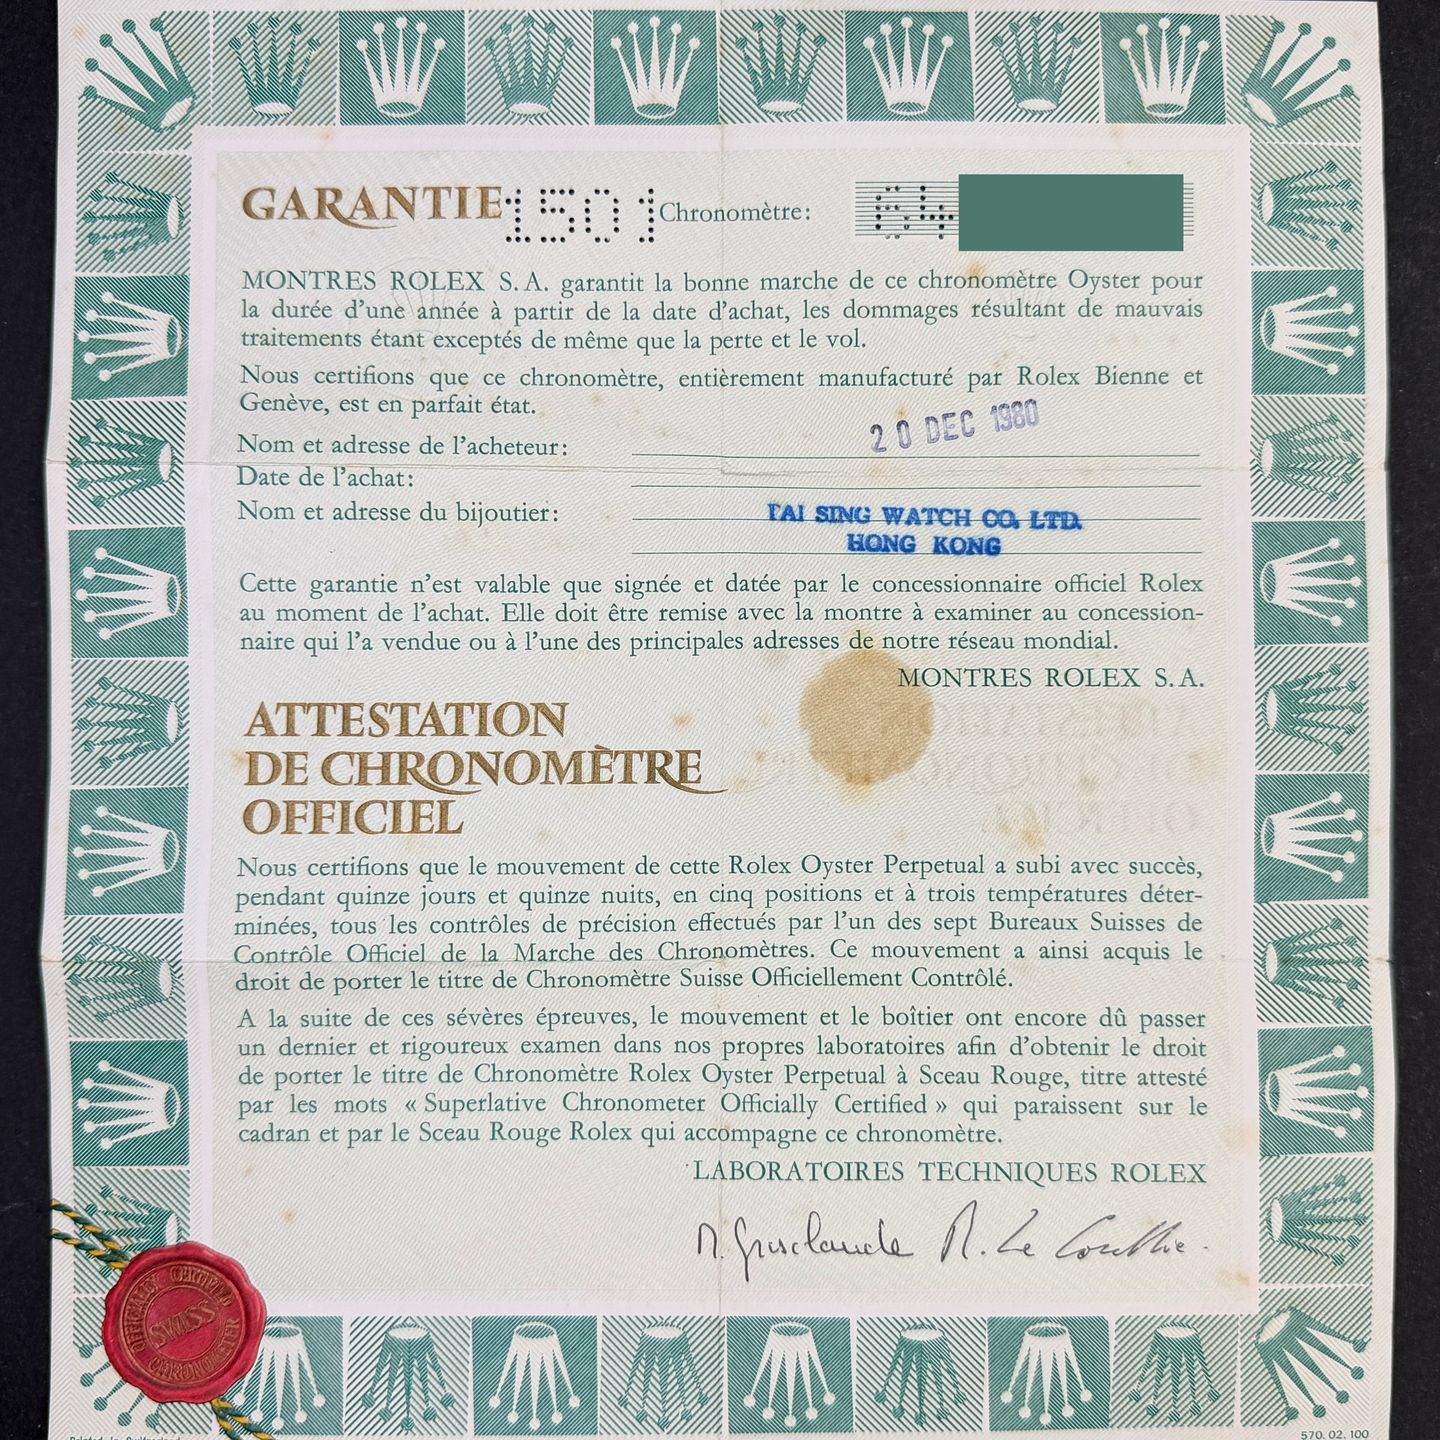 GARANTIE 1501 Chronomètre: 64
MONTRES ROLEX S.A. garantit la bonne marche de ce chronomètre Oyster pour
la durée d'une année à partir de la date d'achat, les dommages résultant de mauvais
traitements étant exceptés de même que la perte et le vol.
Nous certifions que ce chronomètre, entièrement manufacturé par Rolex Bienne et
Genève, est en parfait état.
20 DEC 1980
Nom et adresse de l'acheteur:
Date de l'achat:
Nom et adresse du bijoutier: TAI SING WATCH CO. LTD.
HONG KONG
Cette garantie n'est valable que signée et datée par le concessionnaire officiel Rolex
au moment de l'achat. Elle doit être remise avec la montre à examiner au concession-
naire qui l'a vendue ou à l'une des principales adresses de notre réseau mondial.
MONTRES ROLEX S.A.
ATTESTATION
DE CHRONOMÈTRE
OFFICIEL
Nous certifions que le mouvement de cette Rolex Oyster Perpetual a subi avec succès,
pendant quinze jours et quinze nuits, en cinq positions et à trois températures déter-
minées, tous les contrôles de précision effectués par l'un des sept Bureaux Suisses de
Contrôle Officiel de la Marche des Chronomètres. Ce mouvement a ainsi acquis le
droit de porter le titre de Chronomètre Suisse Officiellement Contrôlé.
A la suite de ces sévères épreuves, le mouvement et le boîtier ont encore dû passer
un dernier et rigoureux examen dans nos propres laboratoires afin d'obtenir le droit
de porter le titre de Chronomètre Rolex Oyster Perpetual à Sceau Rouge, titre attesté
par les mots « Superlative Chronometer Officially Certified » qui paraissent sur le
cadran et par le Sceau Rouge Rolex qui accompagne ce chronomètre.
LABORATOIRES TECHNIQUES ROLEX
OFFICIALLY CERTIFIED
SWISS
CHRONOMETER
Printed in Switzerland
570.02.100